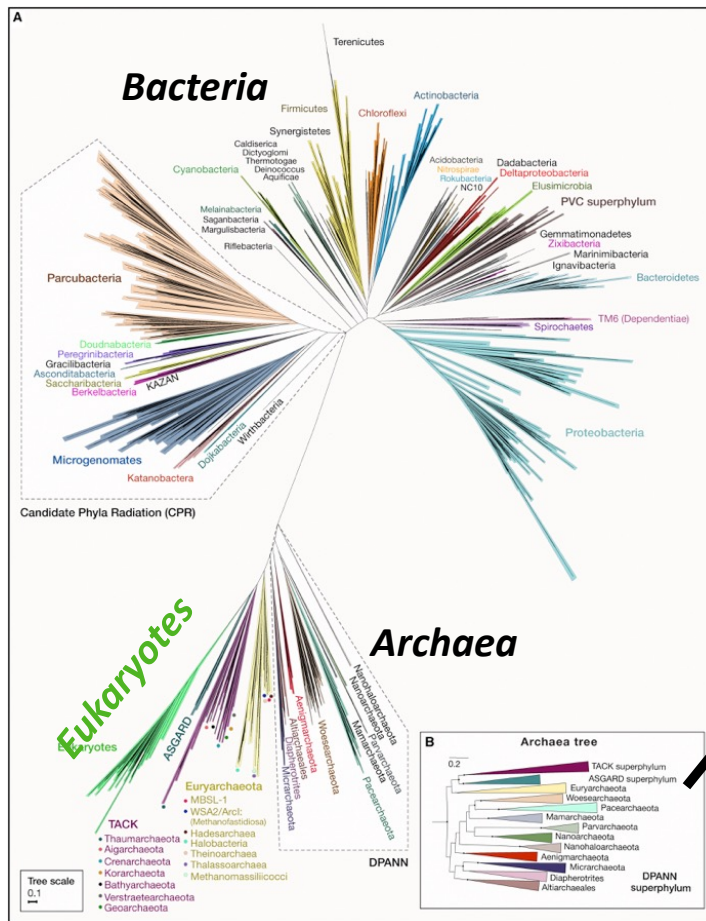 A
Bacteria
Terenicutes
Actinobacteria
Firmicutes
Chloroflexi
Synergistetes
Caldiserica
Dictyoglomi
Thermotogae
Deinococcus
Aquificae
Cyanobacteria
Melainabacteria
Saganbacteria
Margulisbacteria
Riflebacteria
Acidobacteria
Nitrospirae
Rokubacteria
NC10
Dadabacteria
Deltaproteobacteria
Elusimicrobia
PVC superphylum
Gemmatimonadetes
Zixibacteria
Marinimibacteria
Ignavibacteria
Bacteroidetes
TM6 (Dependentiae)
Spirochaetes
Proteobacteria
Parcubacteria
Doudnabacteria
Peregrinibacteria
Gracilibacteria
Asconditabacteria
Saccharibacteria
Berkelbacteria
KAZAN
Microgenomates
Katanobactera
Dojkabacteria
Wirthbacteria
Candidate Phyla Radiation (CPR)
Eukaryotes
Archaea
Eukaryotes
ASGARD
TACK
Thaumarchaeota
Aigarchaeota
Crenarchaeota
Korarchaeota
Bathyarchaeota
Verstraetearchaeota
Geoarchaeota
Euryarchaeota
MBSL-1
WSA2/Arcl:
(Methanofastidiosa)
Hadesarchaea
Halobacteria
Theinoarchaea
Thalassoarchaea
Methanomassiliicocci
Micrarchaeota
Diapherotrites
Altiarchaeales
Aenigmarchaeota
Woesearchaeota
Pacearchaeota
Mamarchaeota
Parvarchaeota
Nanoarchaeota
Nanohaloarchaeota
DPANN
Tree scale
0.1
B
Archaea tree
0.2
TACK superphylum
ASGARD superphylum
Euryarchaeota
Woesearchaeota
Pacearchaeota
Mamarchaeota
Parvarchaeota
Nanoarchaeota
Nanohaloarchaeota
Aenigmarchaeota
Micrarchaeota
Diapherotrites
Altiarchaeales
DPANN
superphylum